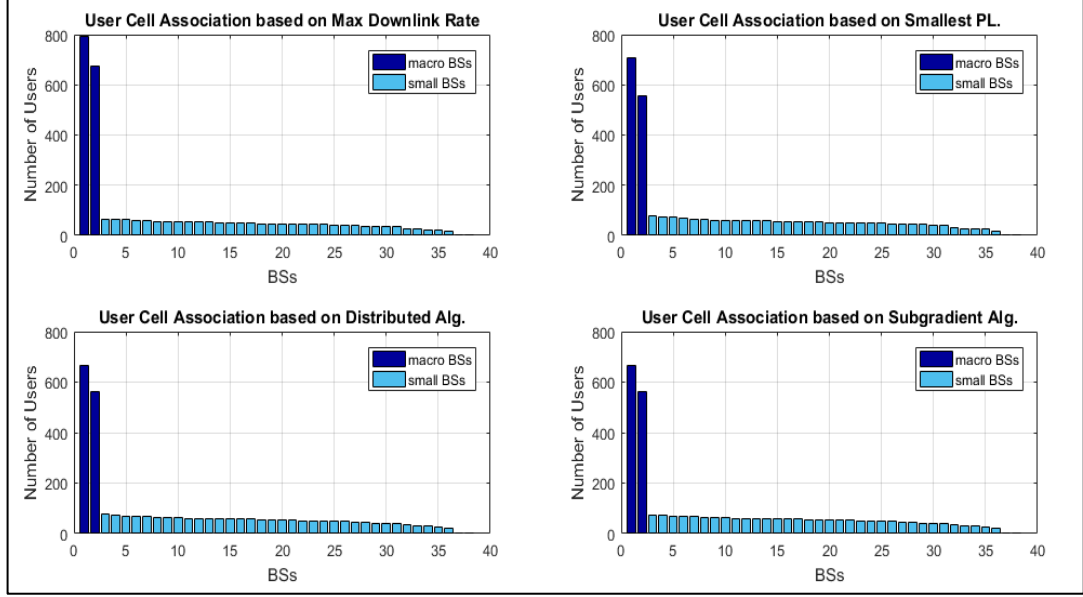 User Cell Association based on Max Downlink Rate
800
600
400
200
0
Number of Users
macro BSs
small BSs
0 5 10 15 20 25 30 35 40
BSs
User Cell Association based on Smallest PL.
800
600
400
200
0
Number of Users
macro BSs
small BSs
0 5 10 15 20 25 30 35 40
BSs
User Cell Association based on Distributed Alg.
800
600
400
200
0
Number of Users
macro BSs
small BSs
0 5 10 15 20 25 30 35 40
BSs
User Cell Association based on Subgradient Alg.
800
600
400
200
0
Number of Users
macro BSs
small BSs
0 5 10 15 20 25 30 35 40
BSs